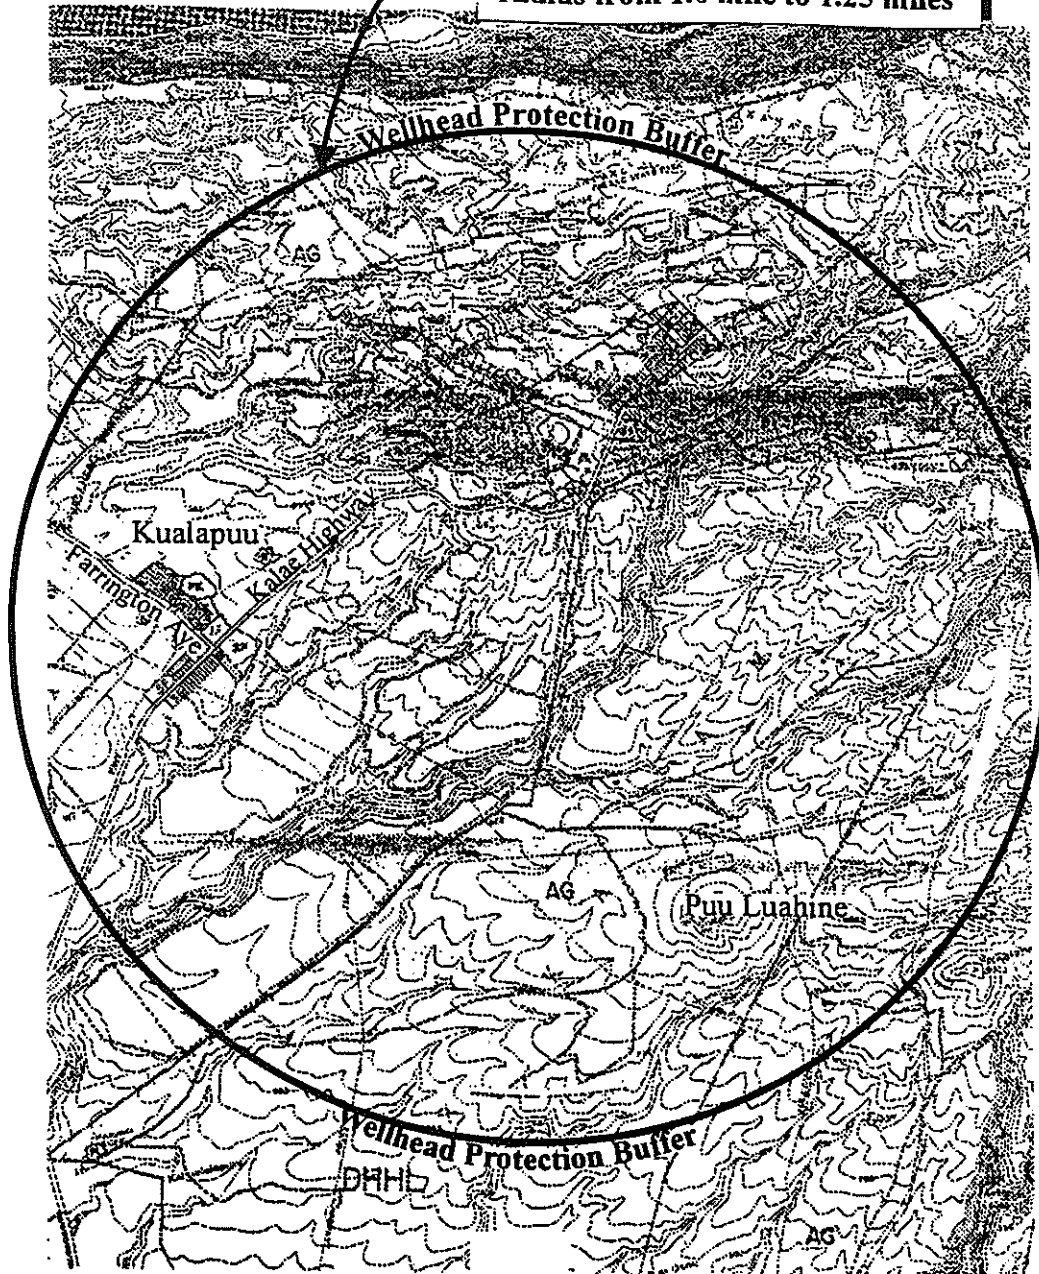 radius from 1.0 mile to 1.25 miles
Wellhead Protection Buffer
AG
Kualapuu
Kalae Highway
Farrington Ave
AG
Puu Luahine
Wellhead Protection Buffer
DHHL
AG